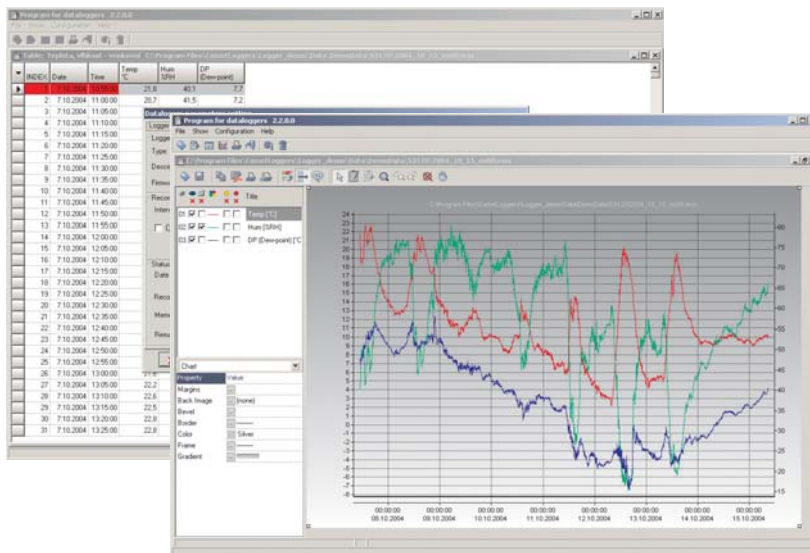 Program for dataloggers 2.2.0.0
File Show Configuration Help
INDEX Date Time Temp °C Hum %RH DP (Dew-point)
1 7.10.2004 10:55:00 21,8 40,1 7,7
2 7.10.2004 11:00:00 20,7 41,5 7,2
3 7.10.2004 11:05:00
4 7.10.2004 11:10:00
5 7.10.2004 11:15:00
6 7.10.2004 11:20:00
7 7.10.2004 11:25:00
8 7.10.2004 11:30:00
9 7.10.2004 11:35:00
10 7.10.2004 11:40:00
11 7.10.2004 11:45:00
12 7.10.2004 11:50:00
13 7.10.2004 11:55:00
14 7.10.2004 12:00:00
15 7.10.2004 12:05:00
16 7.10.2004 12:10:00
17 7.10.2004 12:15:00
18 7.10.2004 12:20:00
19 7.10.2004 12:25:00
20 7.10.2004 12:30:00
21 7.10.2004 12:35:00
22 7.10.2004 12:40:00
23 7.10.2004 12:45:00
24 7.10.2004 12:50:00
25 7.10.2004 12:55:00
26 7.10.2004 13:00:00
27 7.10.2004 13:05:00 22,2
28 7.10.2004 13:10:00 22,6
29 7.10.2004 13:15:00 22,5
30 7.10.2004 13:20:00 22,8
31 7.10.2004 13:25:00 22,8
Logger
Type
Status
Date
Program for dataloggers 2.2.0.0
File Show Configuration Help
Title
Temp [°C]
Hum [%RH]
DP (Dew-point) [°C
Chart
Property Value
Margins
Back Image (none)
Bevel
Border
Color Silver
Frame
Gradient
24
23
22
21
20
19
18
17
16
15
14
13
12
11
10
9
8
7
6
5
4
3
2
1
0
-1
-2
-3
-4
-5
-6
-7
-8
80
75
70
65
60
55
50
45
40
35
30
25
20
15
00:00:00 00:00:00 00:00:00 00:00:00 00:00:00 00:00:00 00:00:00 00:00:00
08.10.2004 09.10.2004 10.10.2004 11.10.2004 12.10.2004 13.10.2004 14.10.2004 15.10.2004